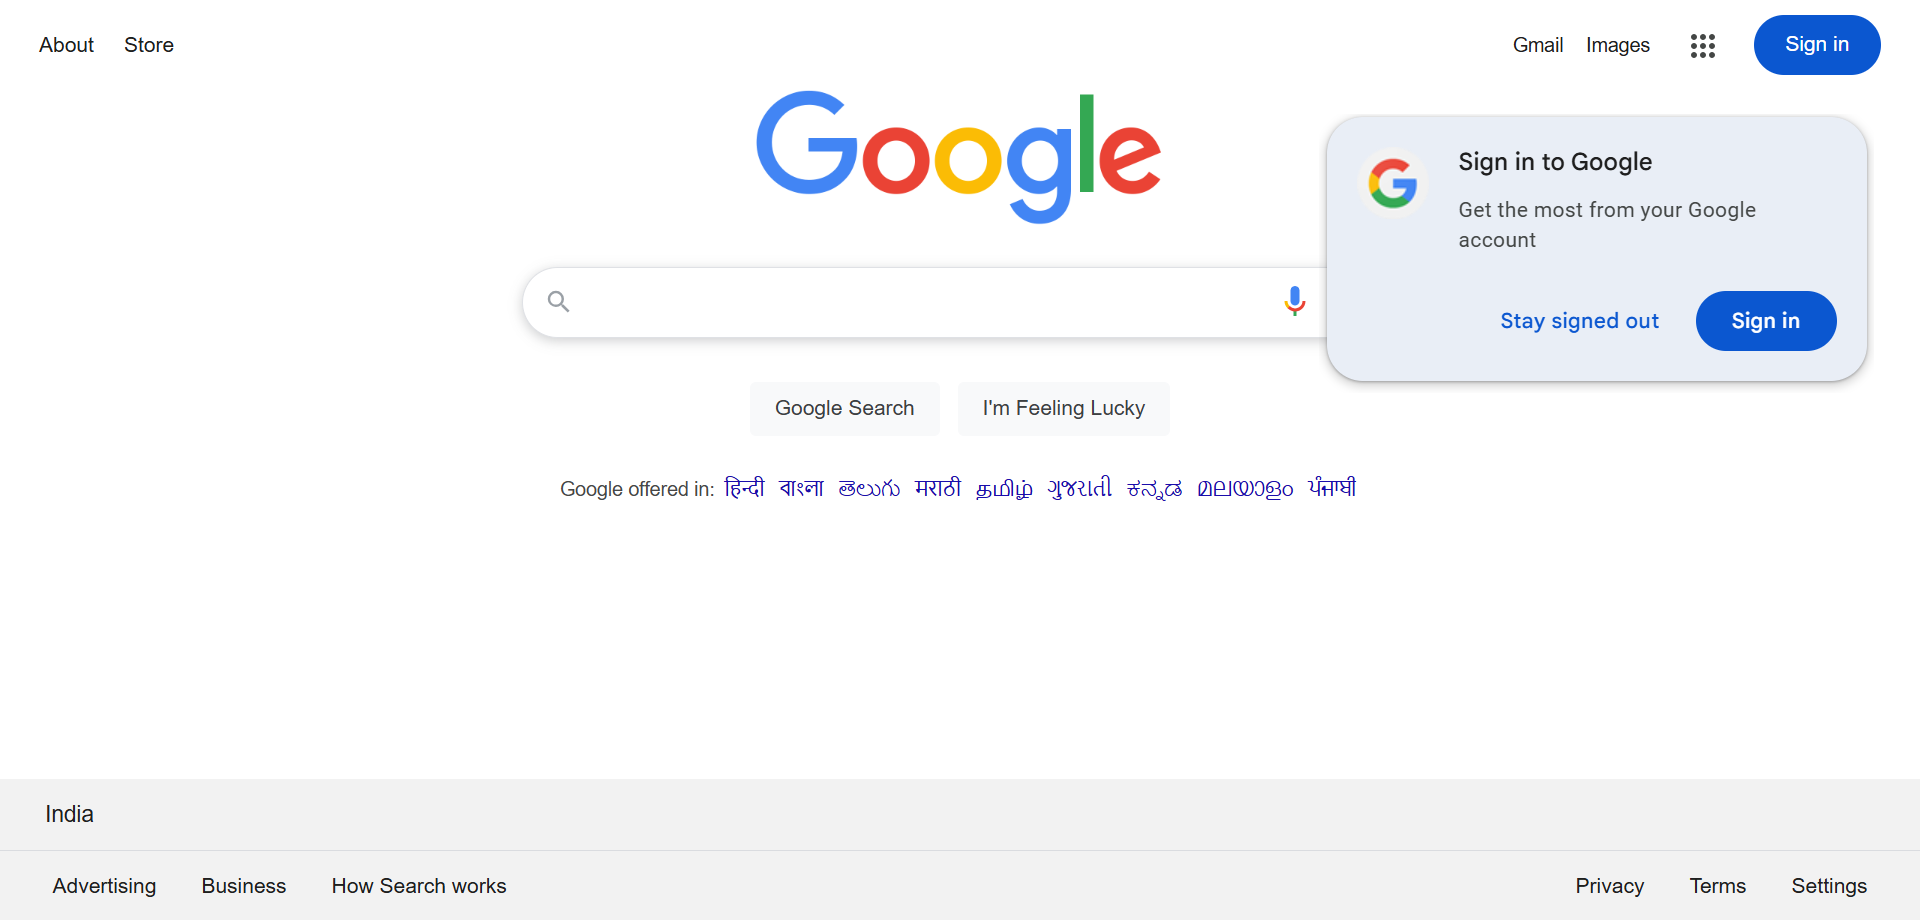 About Store Gmail Images Sign in
Google
Sign in to Google
Get the most from your Google
account
Stay signed out Sign in
Google Search I'm Feeling Lucky
Google offered in: हिन्दी বাংলা తెలుగు मराठी தமிழ் ગુજરાતી ಕನ್ನಡ മലയാളം ਪੰਜਾਬੀ
India
Advertising Business How Search works Privacy Terms Settings